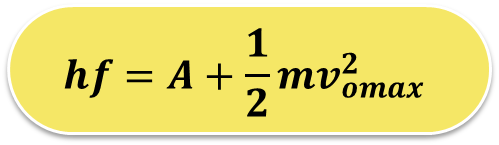 hf = A + 1/2 mv²omax